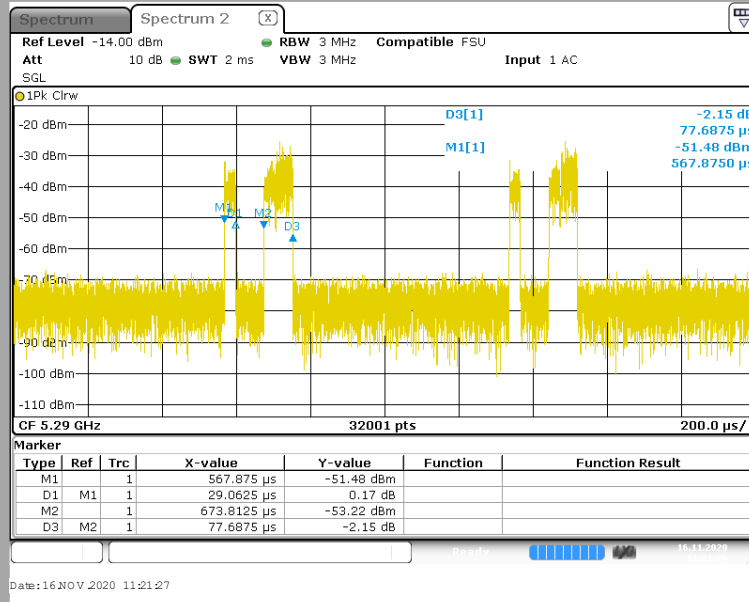 Spectrum Spectrum 2 X
Ref Level -14.00 dBm RBW 3 MHz Compatible FSU
Att 10 dB SWT 2 ms VBW 3 MHz Input 1 AC
SGL
1Pk Clrw
D3[1] -2.15 dB
77.6875 µs
M1[1] -51.48 dBm
567.8750 µs
-20 dBm
-30 dBm
-40 dBm
-50 dBm
M1 D1 M2 D3
-60 dBm
-70 dBm
-90 dBm
-100 dBm
-110 dBm
CF 5.29 GHz 32001 pts 200.0 µs/
Marker
Type Ref Trc X-value Y-value Function Function Result
M1 1 567.875 µs -51.48 dBm
D1 M1 1 29.0625 µs 0.17 dB
M2 1 673.8125 µs -53.22 dBm
D3 M2 1 77.6875 µs -2.15 dB
Ready 16.11.2020
Date:16.NOV.2020 11:21:27